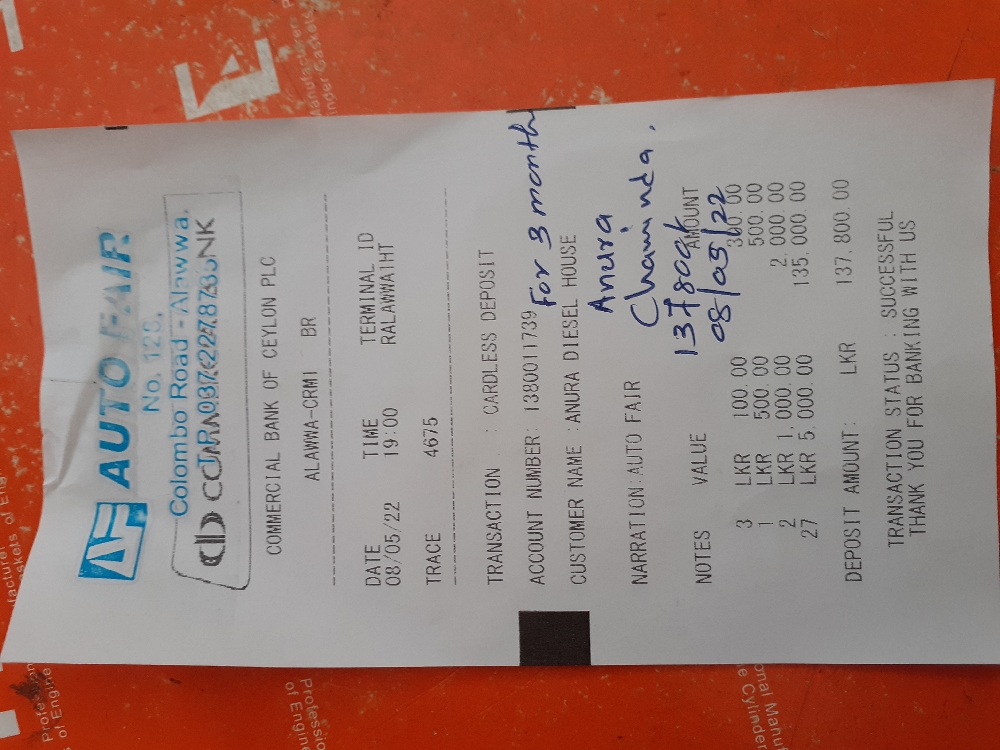 AF AUTO FAIR
No. 128,
Colombo Road - Alawwa.
COMMERCIAL BANK OF CEYLON PLC
ALAWWA-CRM1 BR
DATE TIME TERMINAL ID
08/05/22 19:00 RALAWWAIHT
TRACE 4675
TRANSACTION : CARDLESS DEPOSIT
ACCOUNT NUMBER: 1380011739 For 3 month
CUSTOMER NAME :ANURA DIESEL HOUSE
Anura
NARRATION:AUTO FAIR Chaminda.
137800/=
NOTES VALUE AMOUNT
08/05/22
3 LKR 100.00 300.00
1 LKR 500.00 500.00
2 LKR 1,000.00 2,000.00
27 LKR 5,000.00 135,000.00
DEPOSIT AMOUNT: LKR 137,800.00
TRANSACTION STATUS : SUCCESSFUL
THANK YOU FOR BANKING WITH US